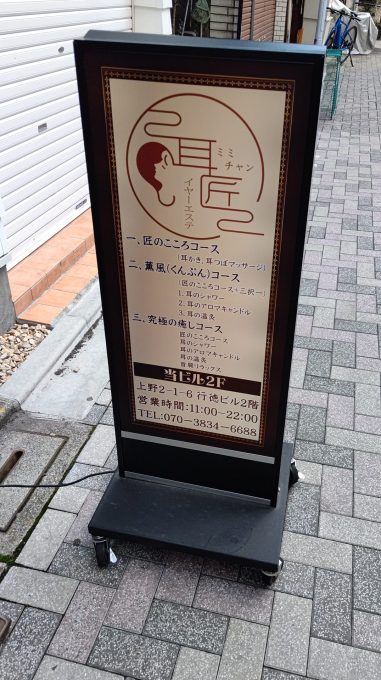 耳匠
ミミ
チャン
イヤーエステ
一、匠のこころコース
(耳かき、耳つぼマッサージ)
二、薫風(くんぷん)コース
(匠のこころコース+三択一)
1. 耳のシャワー
2. 耳のアロマキャンドル
3. 耳の温灸
三、究極の癒しコース
匠のこころコース
耳のシャワー
耳のアロマキャンドル
耳の温灸
首肩リラックス
当ビル2F
上野2-1-6 行徳ビル2階
営業時間:11:00-22:00
TEL:070-3834-6688